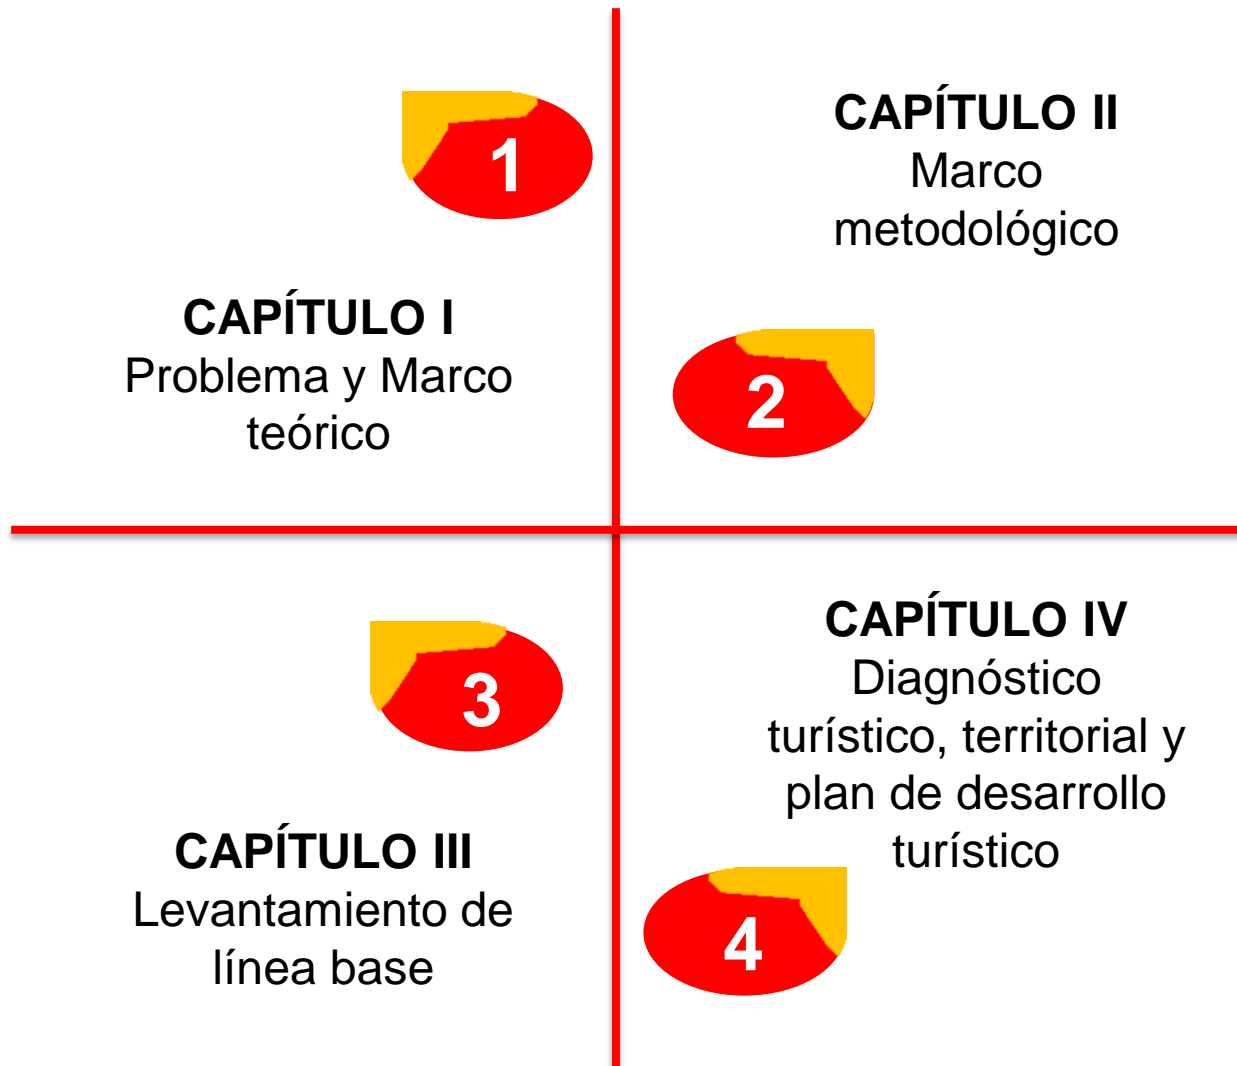 1
CAPÍTULO I
Problema y Marco
teórico
CAPÍTULO II
Marco
metodológico
2
3
CAPÍTULO III
Levantamiento de
línea base
CAPÍTULO IV
Diagnóstico
turístico, territorial y
plan de desarrollo
turístico
4